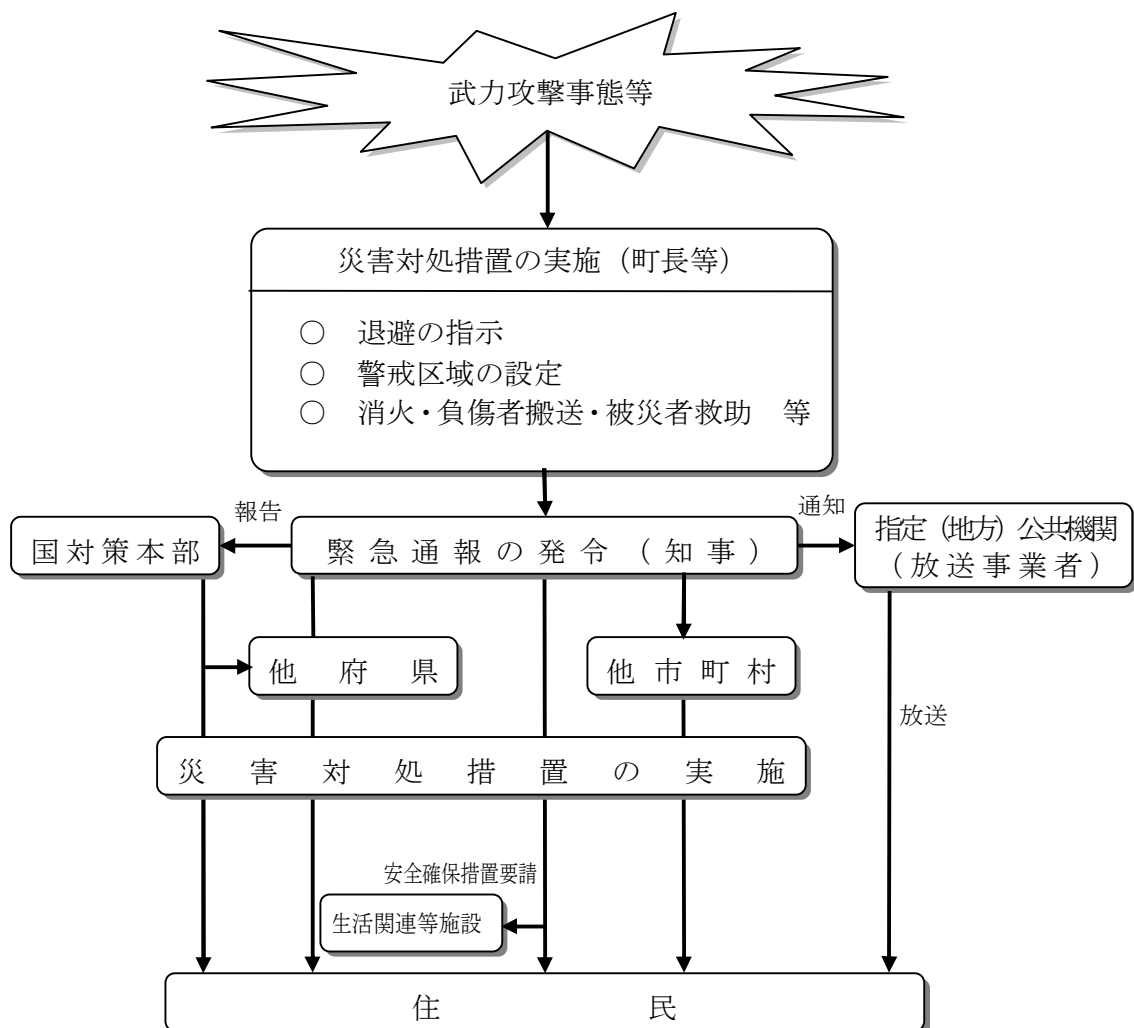 武力攻撃事態等
災害対処措置の実施（町長等）
○　退避の指示
○　警戒区域の設定
○　消火・負傷者搬送・被災者救助　等
報告
通知
国対策本部
緊急通報の発令（知事）
指定（地方）公共機関
（放送事業者）
他府県
他市町村
放送
災害対処措置の実施
安全確保措置要請
生活関連等施設
住民